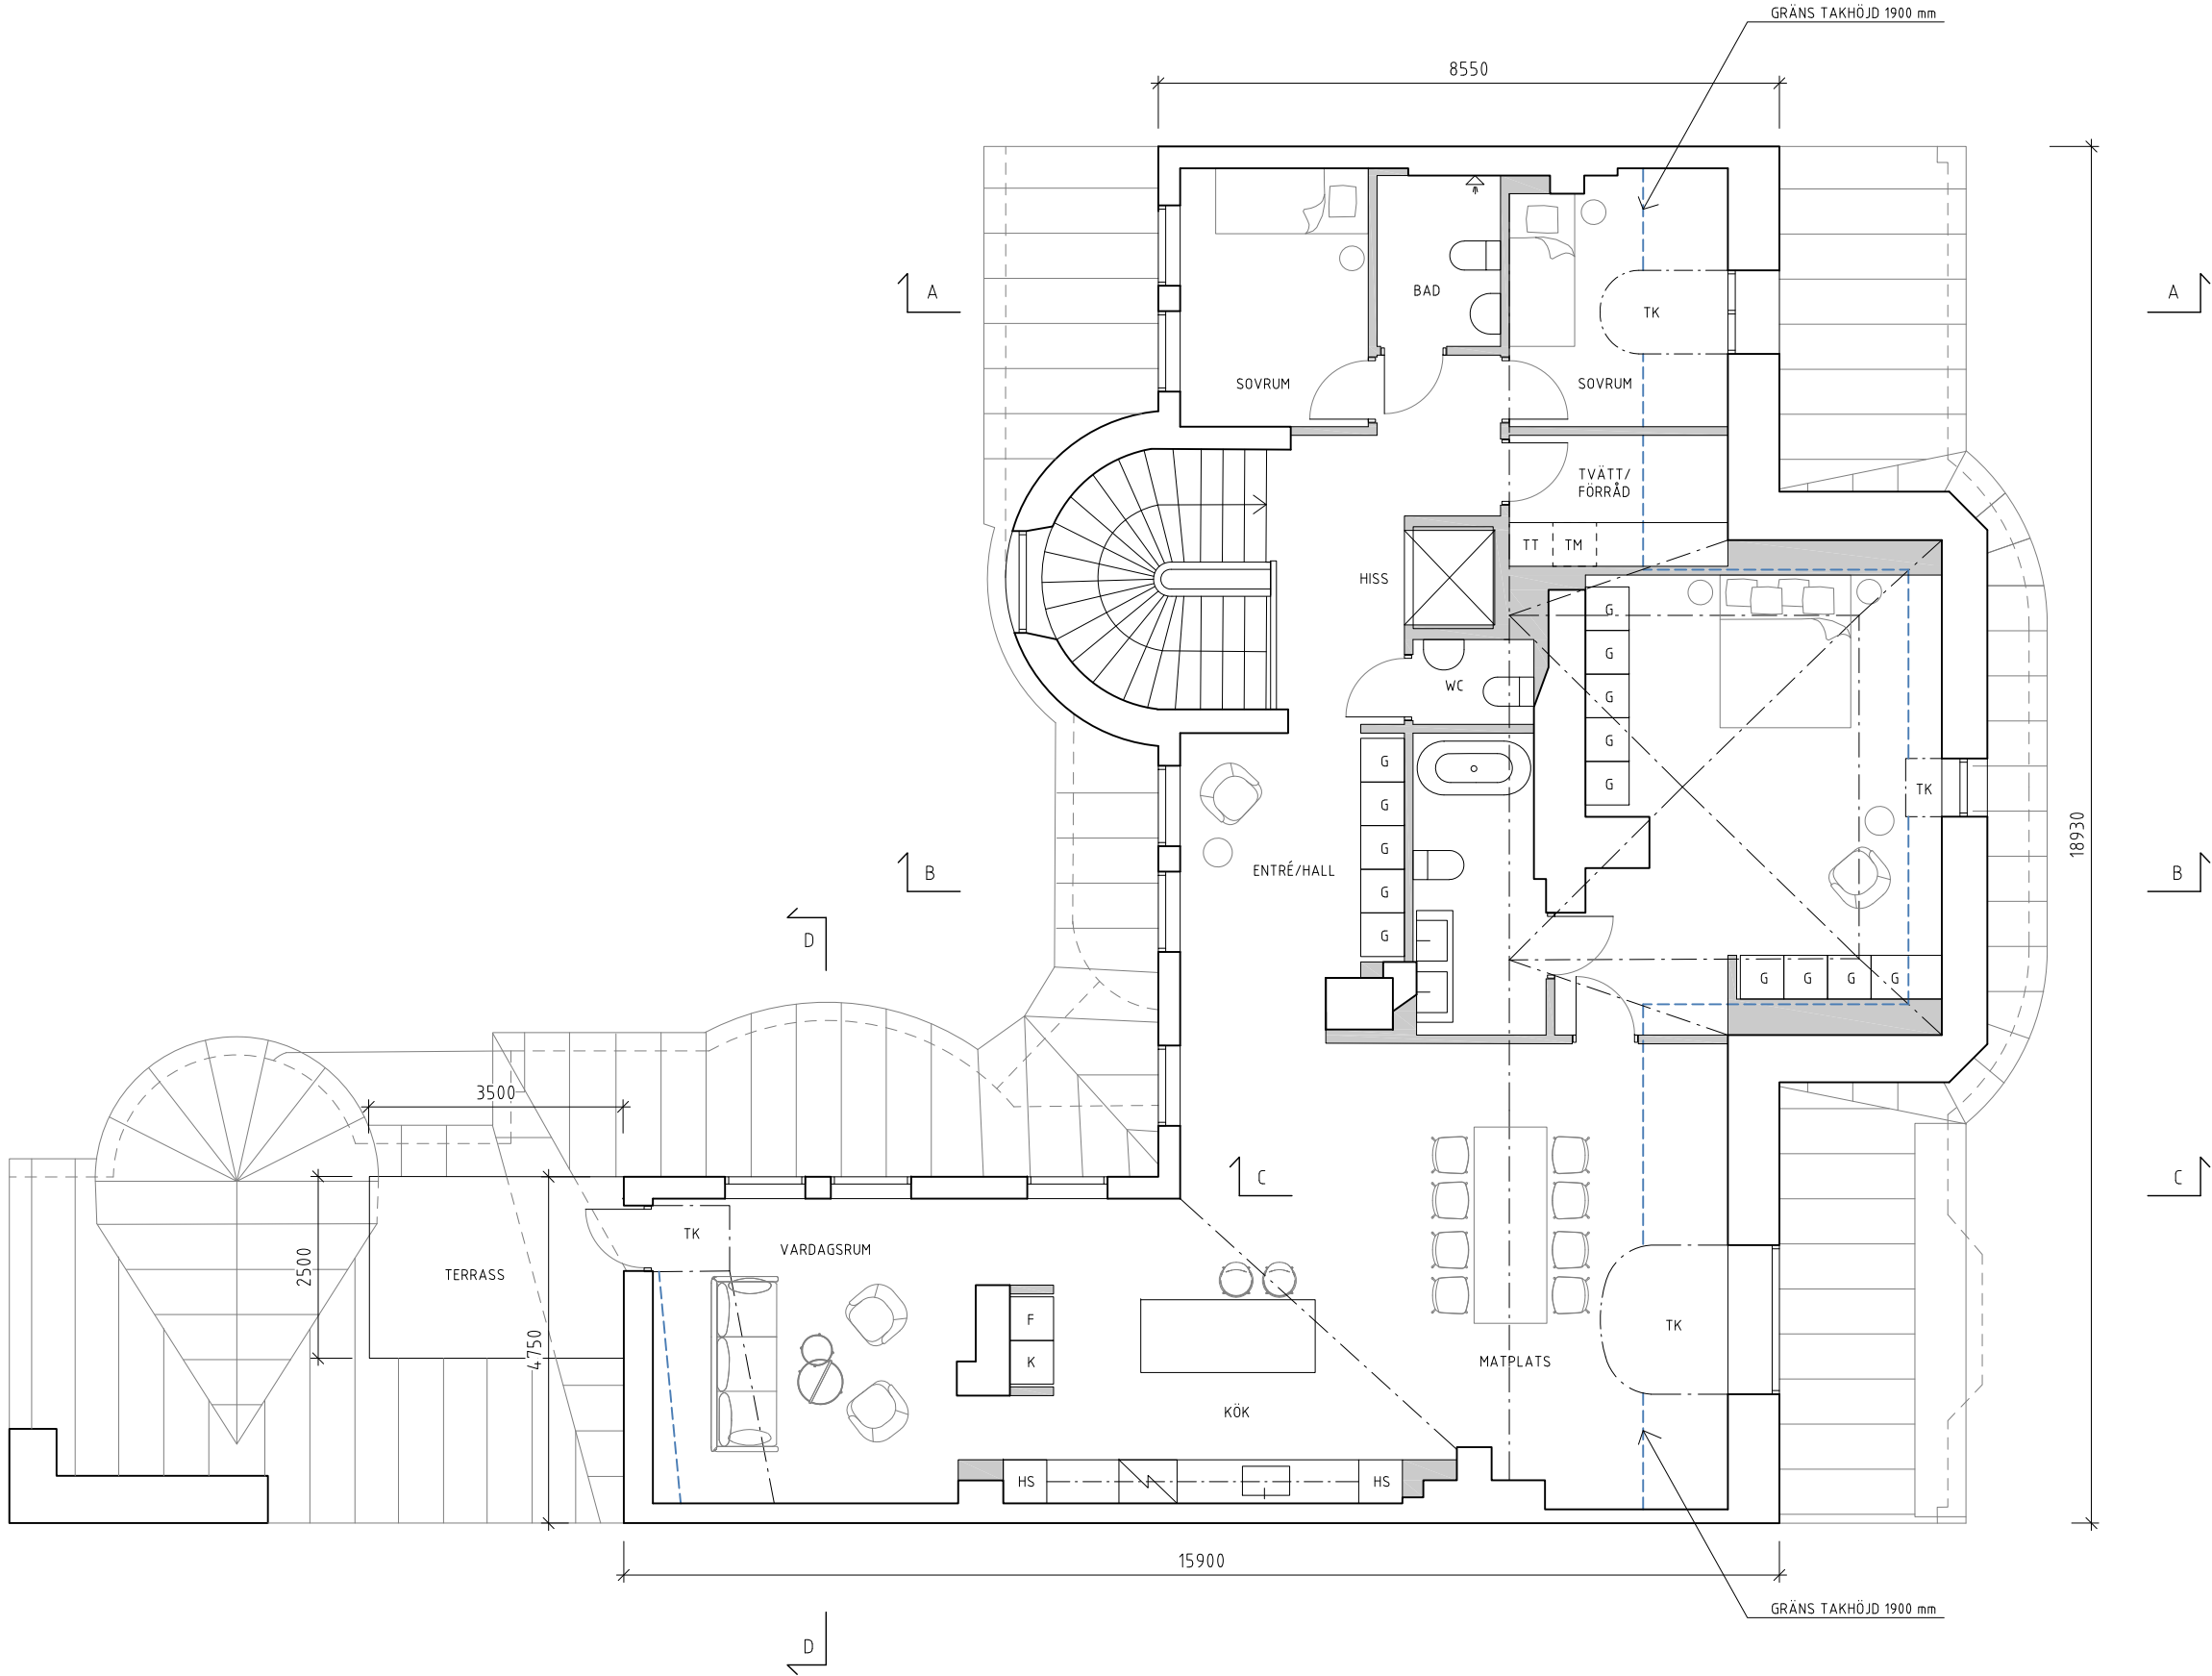 GRÄNS TAKHÖJD 1900 mm
8550
A
A
BAD
TK
SOVRUM
SOVRUM
TVÄTT/
FÖRRÅD
TT
TM
HISS
G
G
G
G
G
WC
G
G
G
G
G
TK
18930
ENTRÉ/HALL
B
B
D
G
G
G
G
3500
C
C
TK
VARDAGSRUM
TERRASS
2500
4750
F
K
TK
MATPLATS
KÖK
HS
HS
15900
GRÄNS TAKHÖJD 1900 mm
D